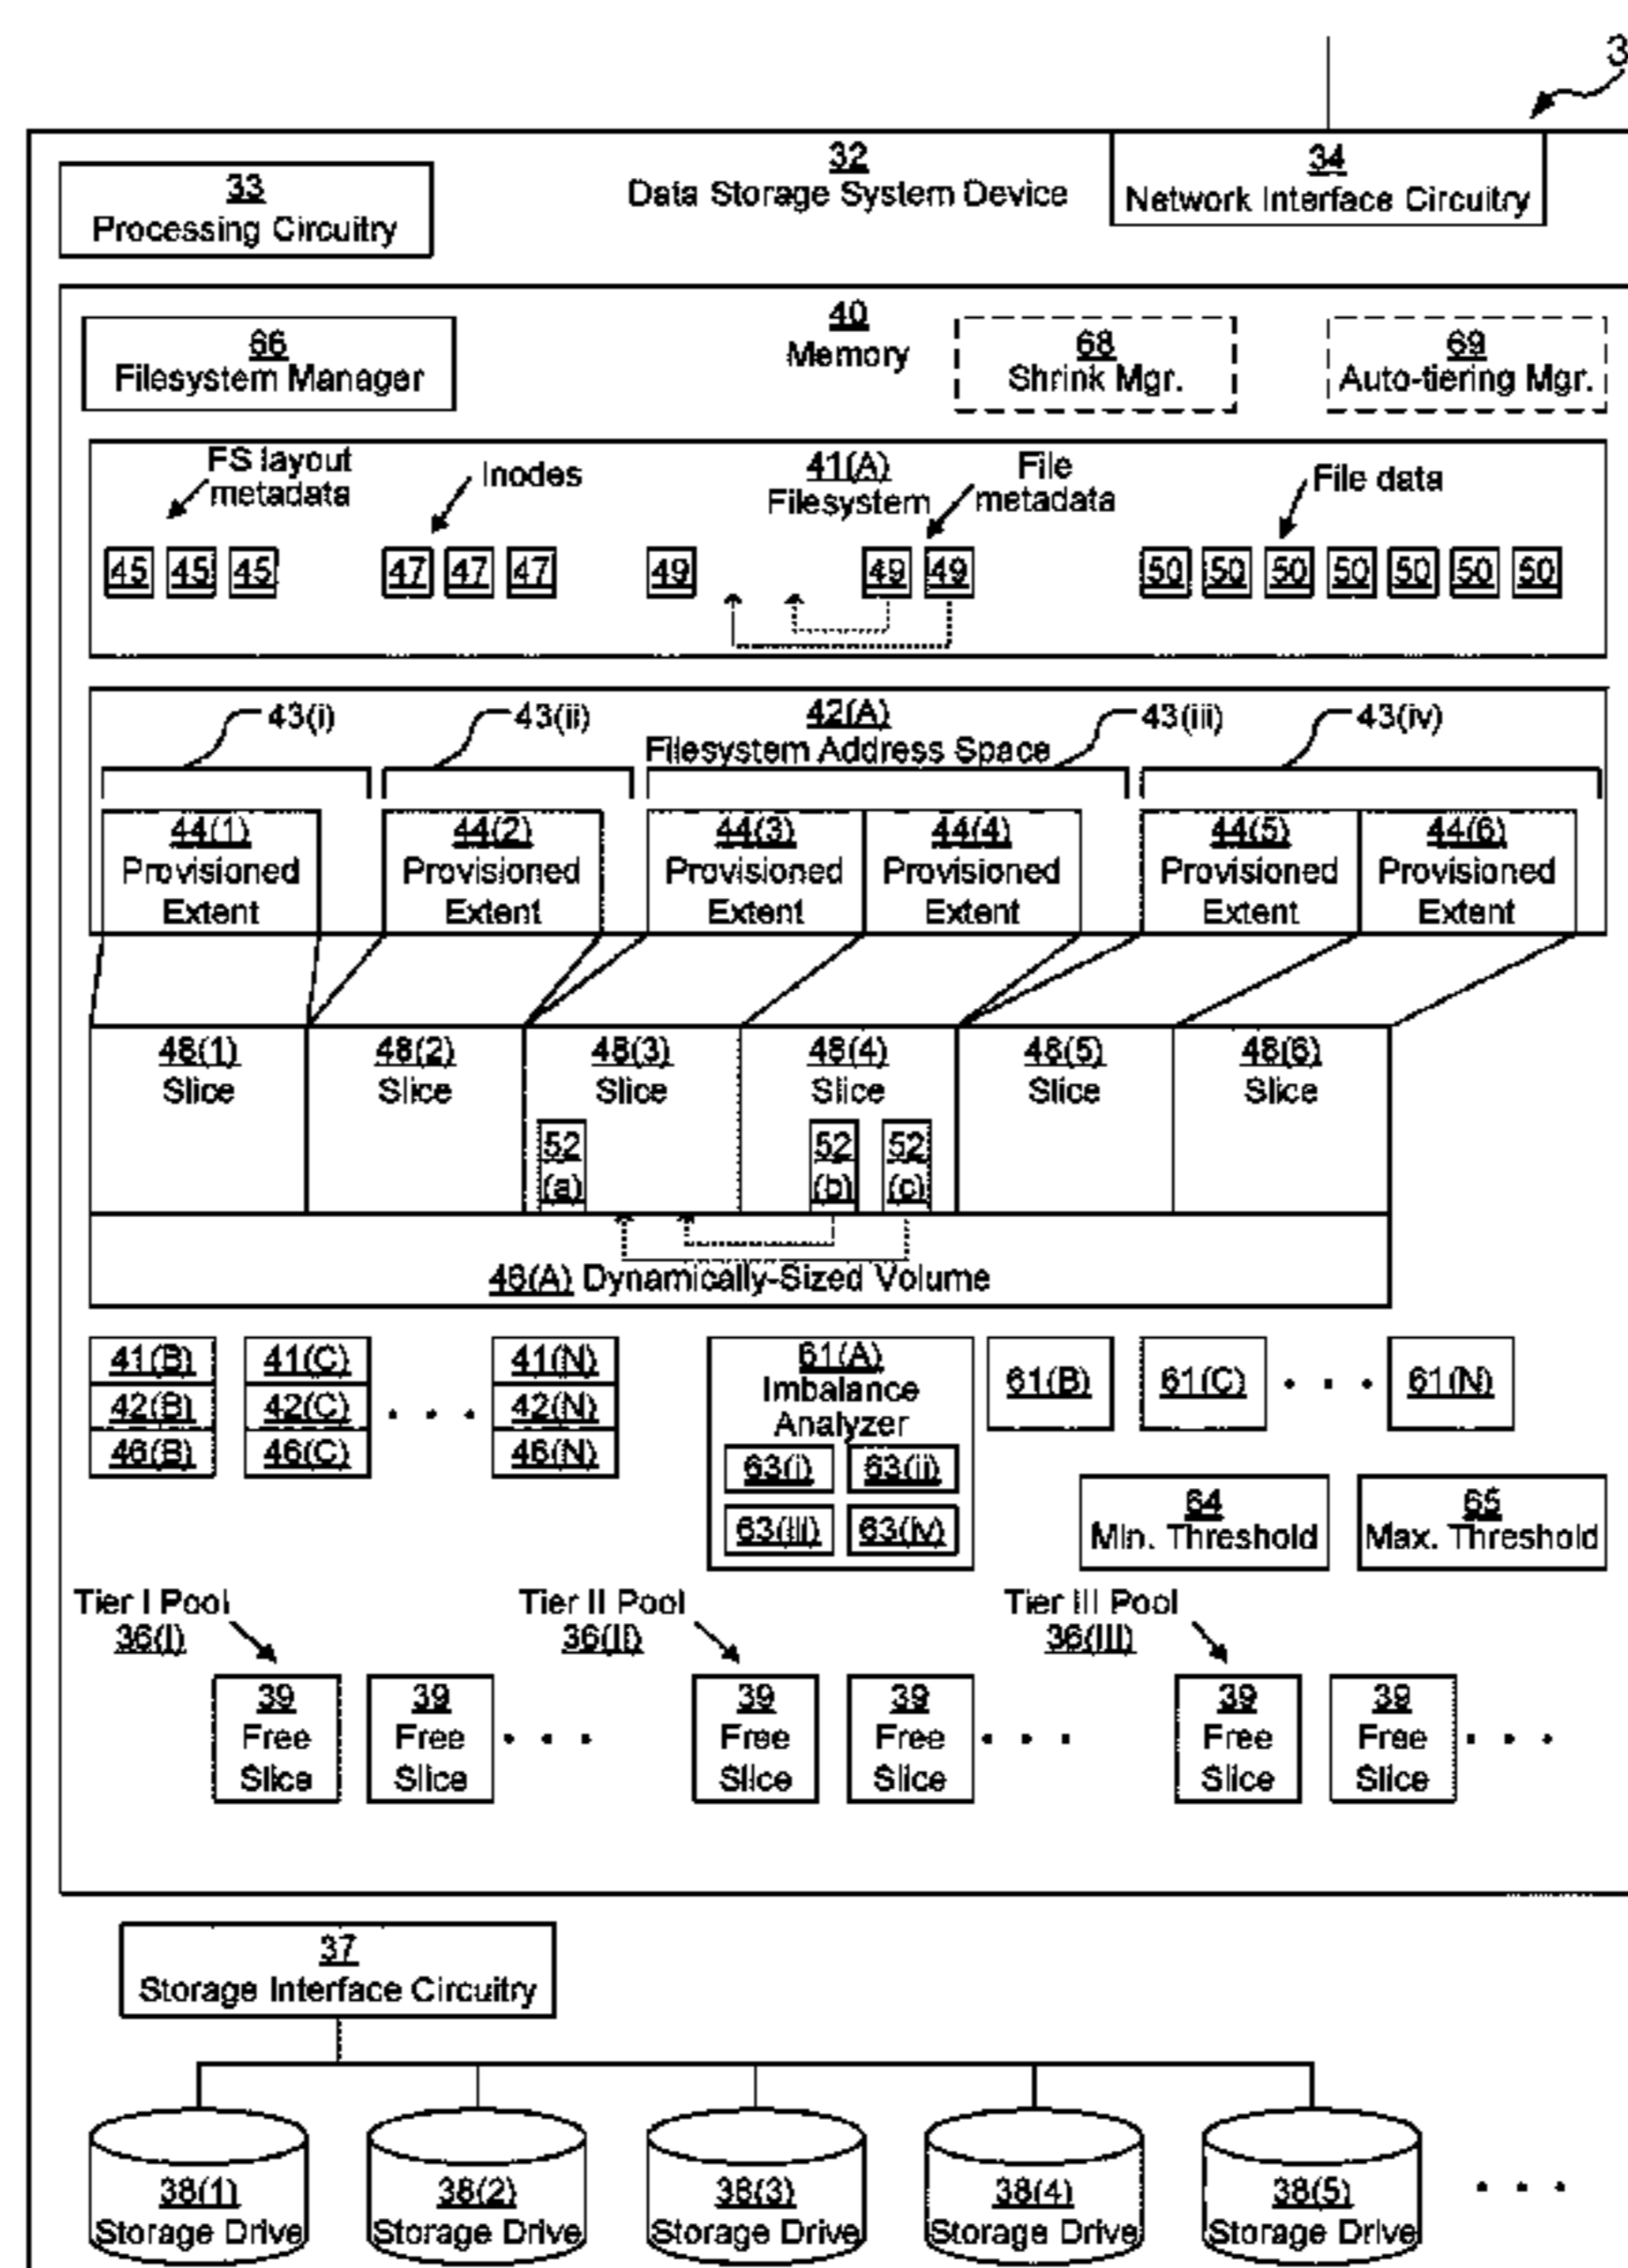 3
32
Data Storage System Device
34
Network Interface Circuitry
33
Processing Circuitry
40
Memory
66
Filesystem Manager
68
Shrink Mgr.
69
Auto-tiering Mgr.
FS layout
metadata
Inodes
41(A)
Filesystem
File
metadata
File data
45 45 45 47 47 47 49 49 49 50 50 50 50 50 50 50
43(i) 43(ii) 42(A) 43(iii) 43(iv)
Filesystem Address Space
44(1) 44(2) 44(3) 44(4) 44(5) 44(6)
Provisioned Provisioned Provisioned Provisioned Provisioned Provisioned
Extent Extent Extent Extent Extent Extent
48(1) 48(2) 48(3) 48(4) 48(5) 48(6)
Slice Slice Slice Slice Slice Slice
52 52 52
(a) (b) (c)
46(A) Dynamically-Sized Volume
41(B) 41(C) 41(N)
42(B) 42(C) . . . 42(N)
46(B) 46(C) 46(N)
61(A)
Imbalance
Analyzer
63(i) 63(ii)
63(iii) 63(iv)
61(B) 61(C) . . . 61(N)
64
Min. Threshold
65
Max. Threshold
Tier I Pool
36(I)
Tier II Pool
36(II)
Tier III Pool
36(III)
39 39 39 39 39 39
Free Free . . . Free Free . . . Free Free . . .
Slice Slice Slice Slice Slice Slice
37
Storage Interface Circuitry
38(1) 38(2) 38(3) 38(4) 38(5) . . .
Storage Drive Storage Drive Storage Drive Storage Drive Storage Drive